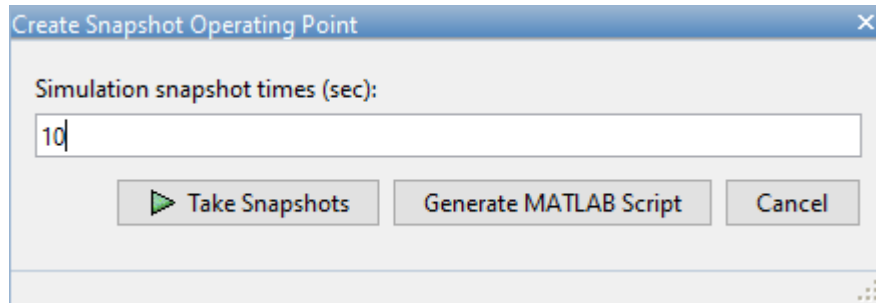 Create Snapshot Operating Point
Simulation snapshot times (sec):
10
Take Snapshots Generate MATLAB Script Cancel